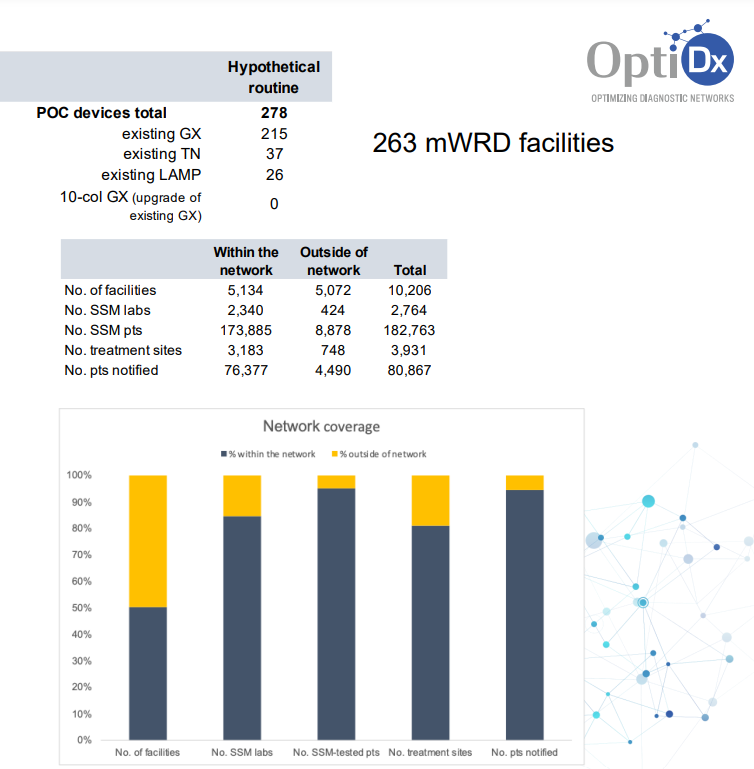 Opti Dx
OPTIMIZING DIAGNOSTIC NETWORKS
Hypothetical
routine
POC devices total 278
existing GX 215
existing TN 37
existing LAMP 26
10-col GX (upgrade of
existing GX) 0
263 mWRD facilities
Within the Outside of
network network Total
No. of facilities 5,134 5,072 10,206
No. SSM labs 2,340 424 2,764
No. SSM pts 173,885 8,878 182,763
No. treatment sites 3,183 748 3,931
No. pts notified 76,377 4,490 80,867
Network coverage
% within the network % outside of network
100%
90%
80%
70%
60%
50%
40%
30%
20%
10%
0%
No. of facilities No. SSM labs No. SSM-tested pts No. treatment sites No. pts notified